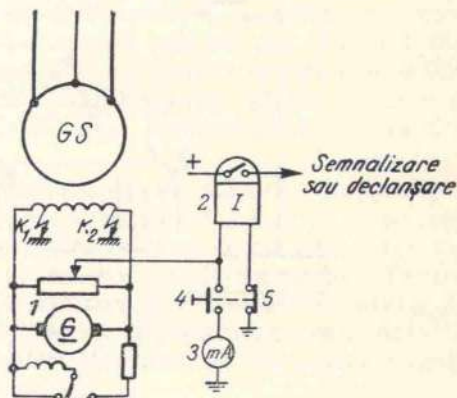 GS
+
Semnalizare
sau declanşare
2 I
K1 K2
1
4 5
G
3 mA